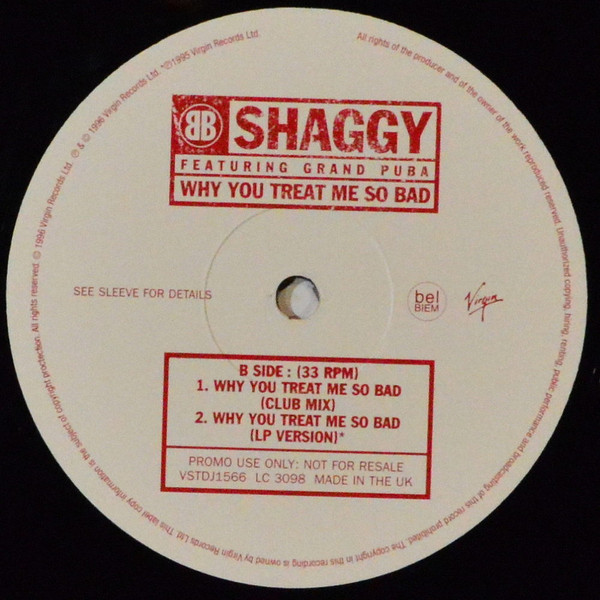 BB
SHAGGY
FEATURING GRAND PUBA
WHY YOU TREAT ME SO BAD
SEE SLEEVE FOR DETAILS
bel
BIEM
Virgin
B SIDE : (33 RPM)
1. WHY YOU TREAT ME SO BAD
(CLUB MIX)
2. WHY YOU TREAT ME SO BAD
(LP VERSION)*
PROMO USE ONLY: NOT FOR RESALE
VSTDJ1566 LC 3098 MADE IN THE UK
All rights of the producer and of the owner of the work reproduced reserved. Unauthorized copying, hiring, renting, public performance and broadcasting of this record prohibited. The copyright in this recording is owned by Virgin Records Ltd. This label copy information is the subject of copyright protection. All rights reserved. © 1996 Virgin Records Ltd. ℗ & © 1996 Virgin Records Ltd. *℗1995 Virgin Records Ltd.